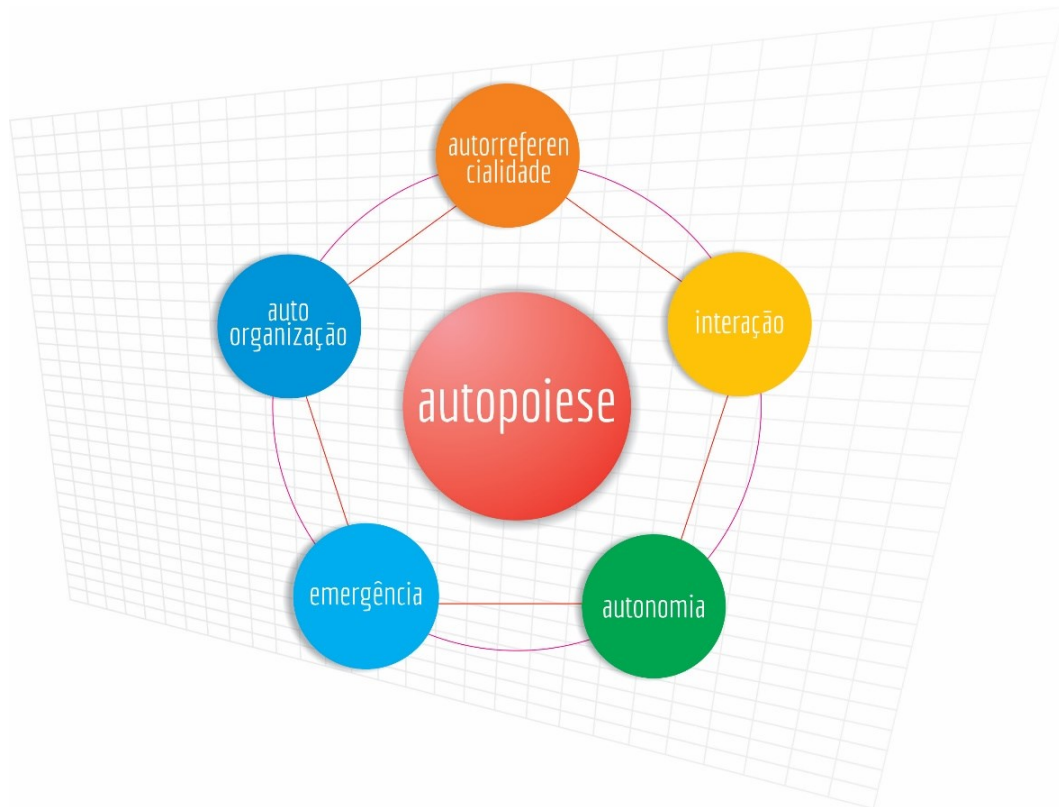 autorreferen
cialidade
auto
organização
interação
autopoiese
emergência
autonomia